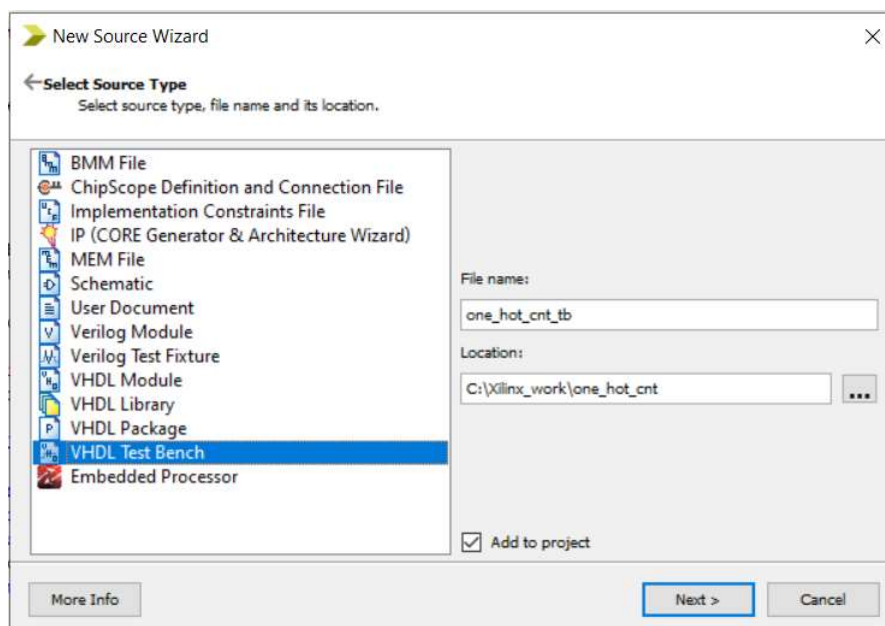 New Source Wizard
Select Source Type
Select source type, file name and its location.
BMM File
ChipScope Definition and Connection File
Implementation Constraints File
IP (CORE Generator & Architecture Wizard)
MEM File
Schematic
User Document
Verilog Module
Verilog Test Fixture
VHDL Module
VHDL Library
VHDL Package
VHDL Test Bench
Embedded Processor
File name:
one_hot_cnt_tb
Location:
C:\Xilinx_work\one_hot_cnt
...
Add to project
More Info
Next >
Cancel